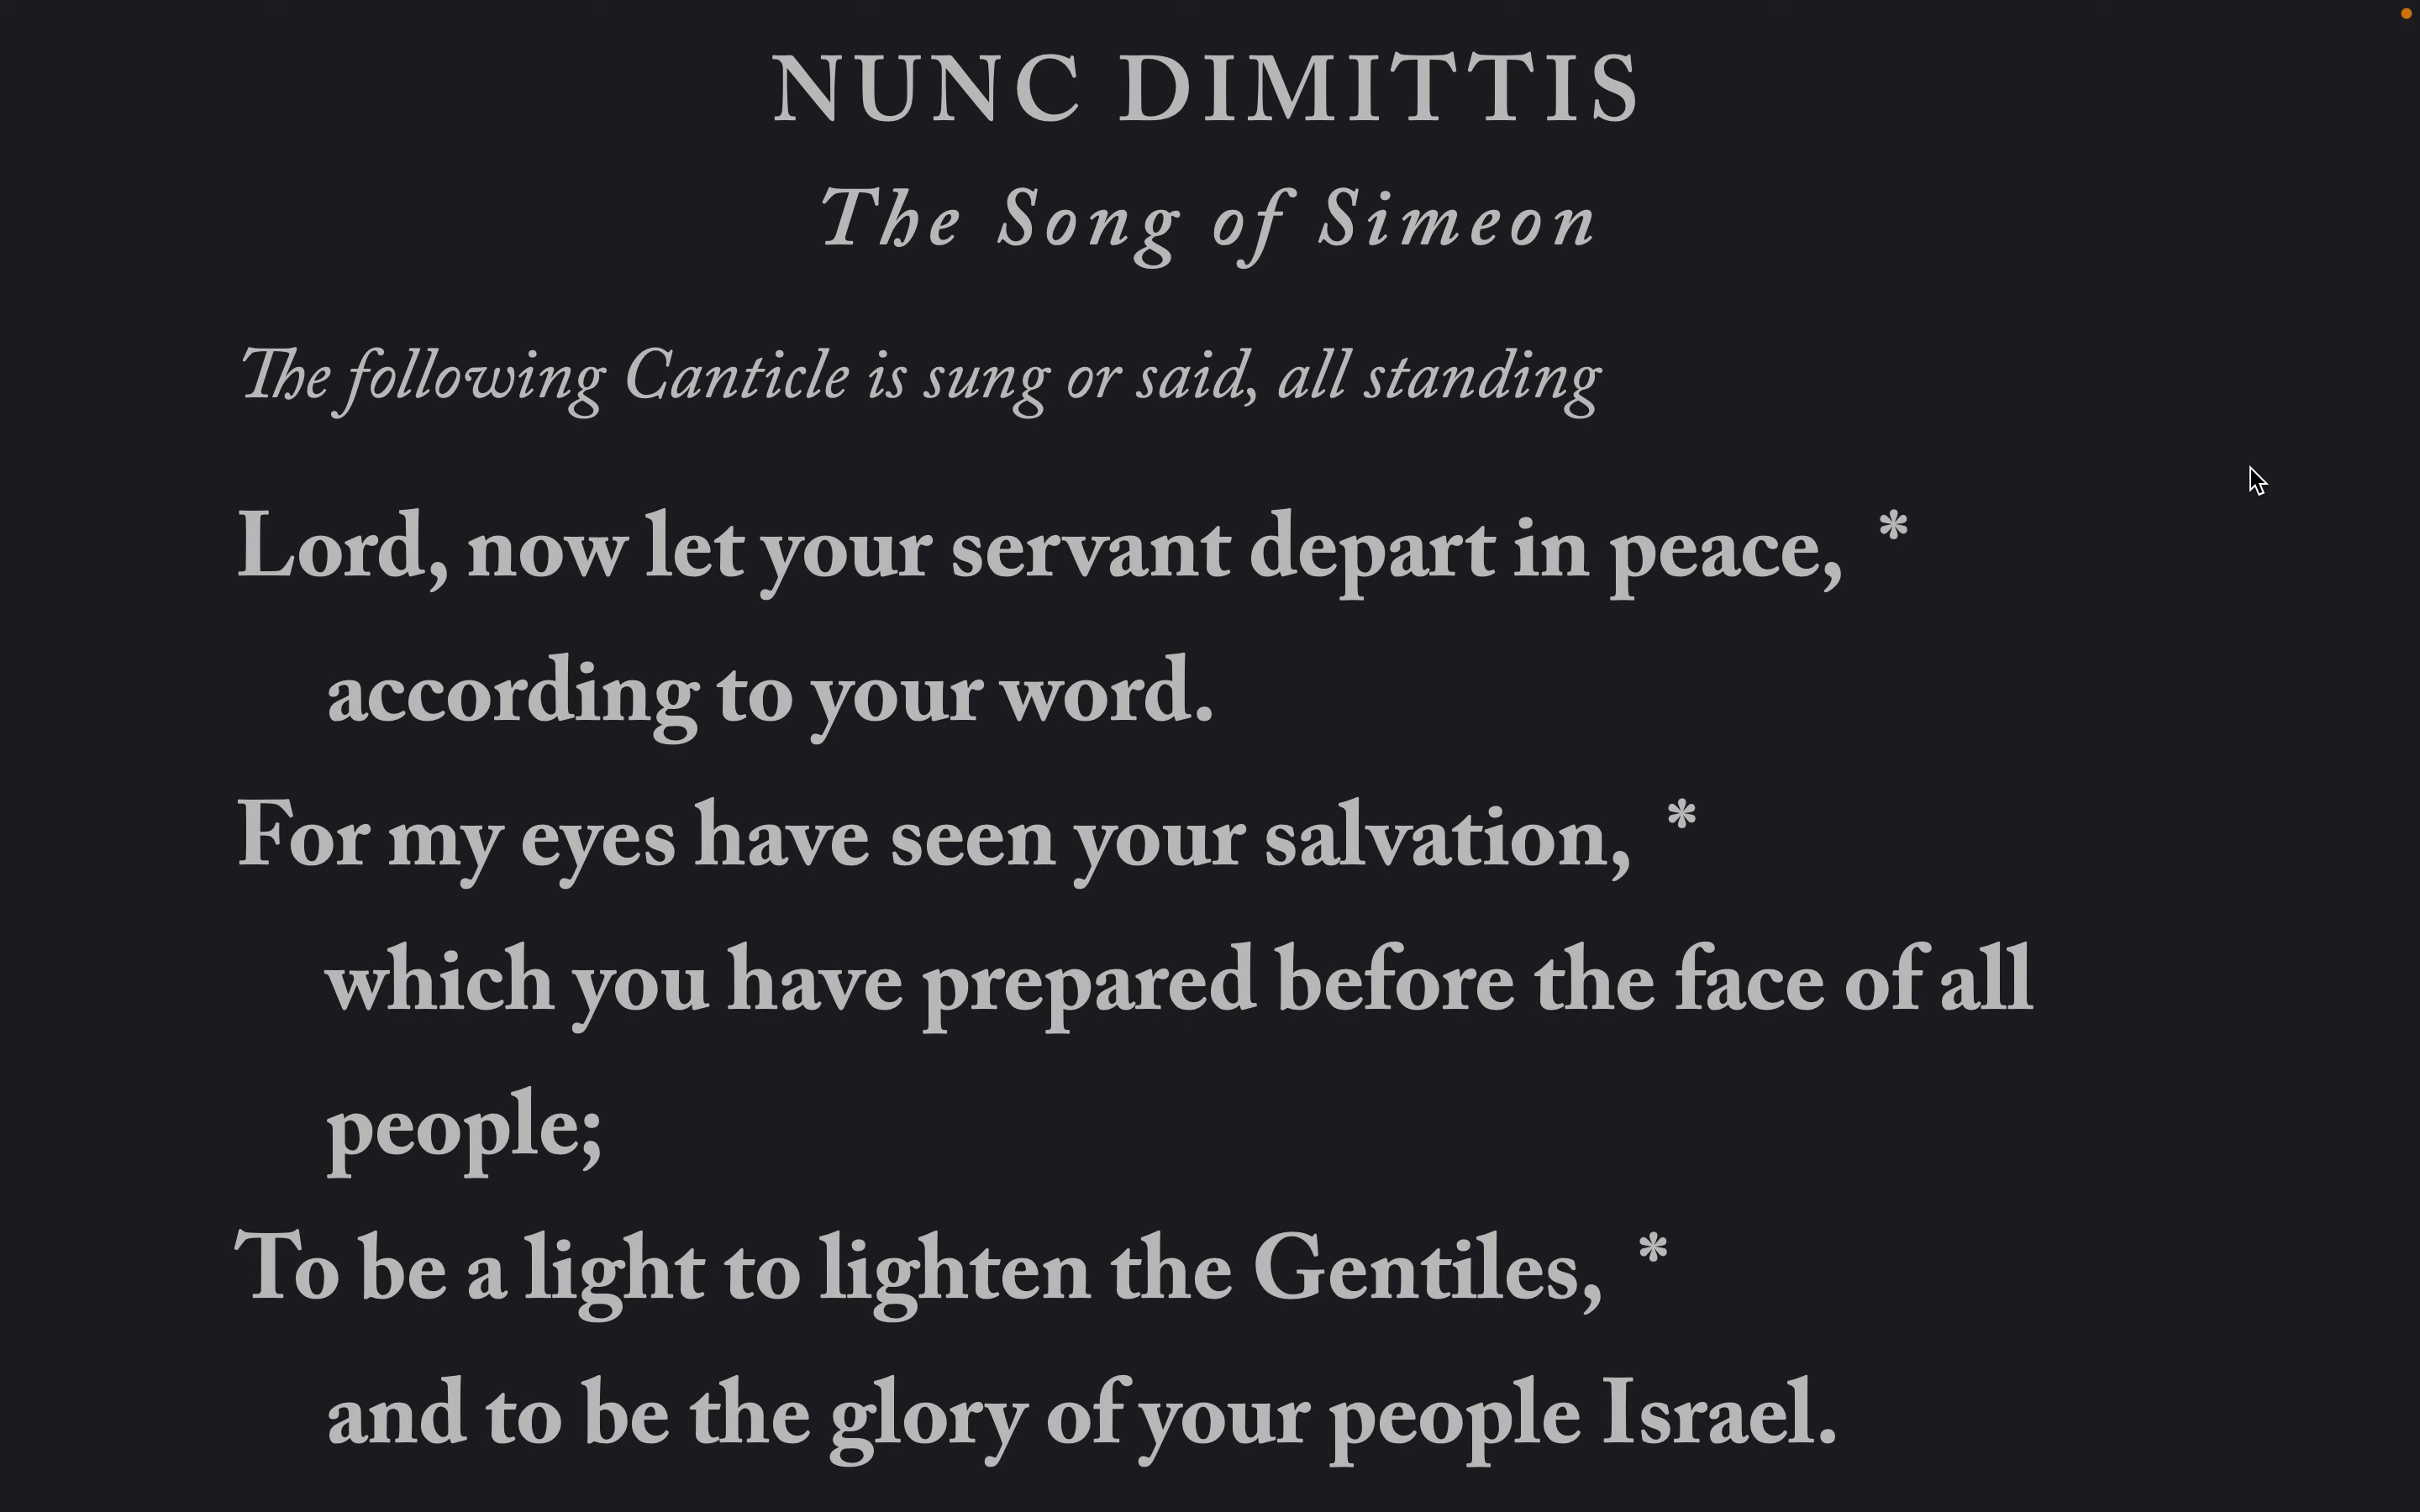 NUNC DIMITTIS
The Song of Simeon
The following Canticle is sung or said, all standing
Lord, now let your servant depart in peace, *
according to your word.
For my eyes have seen your salvation, *
which you have prepared before the face of all
people;
To be a light to lighten the Gentiles, *
and to be the glory of your people Israel.